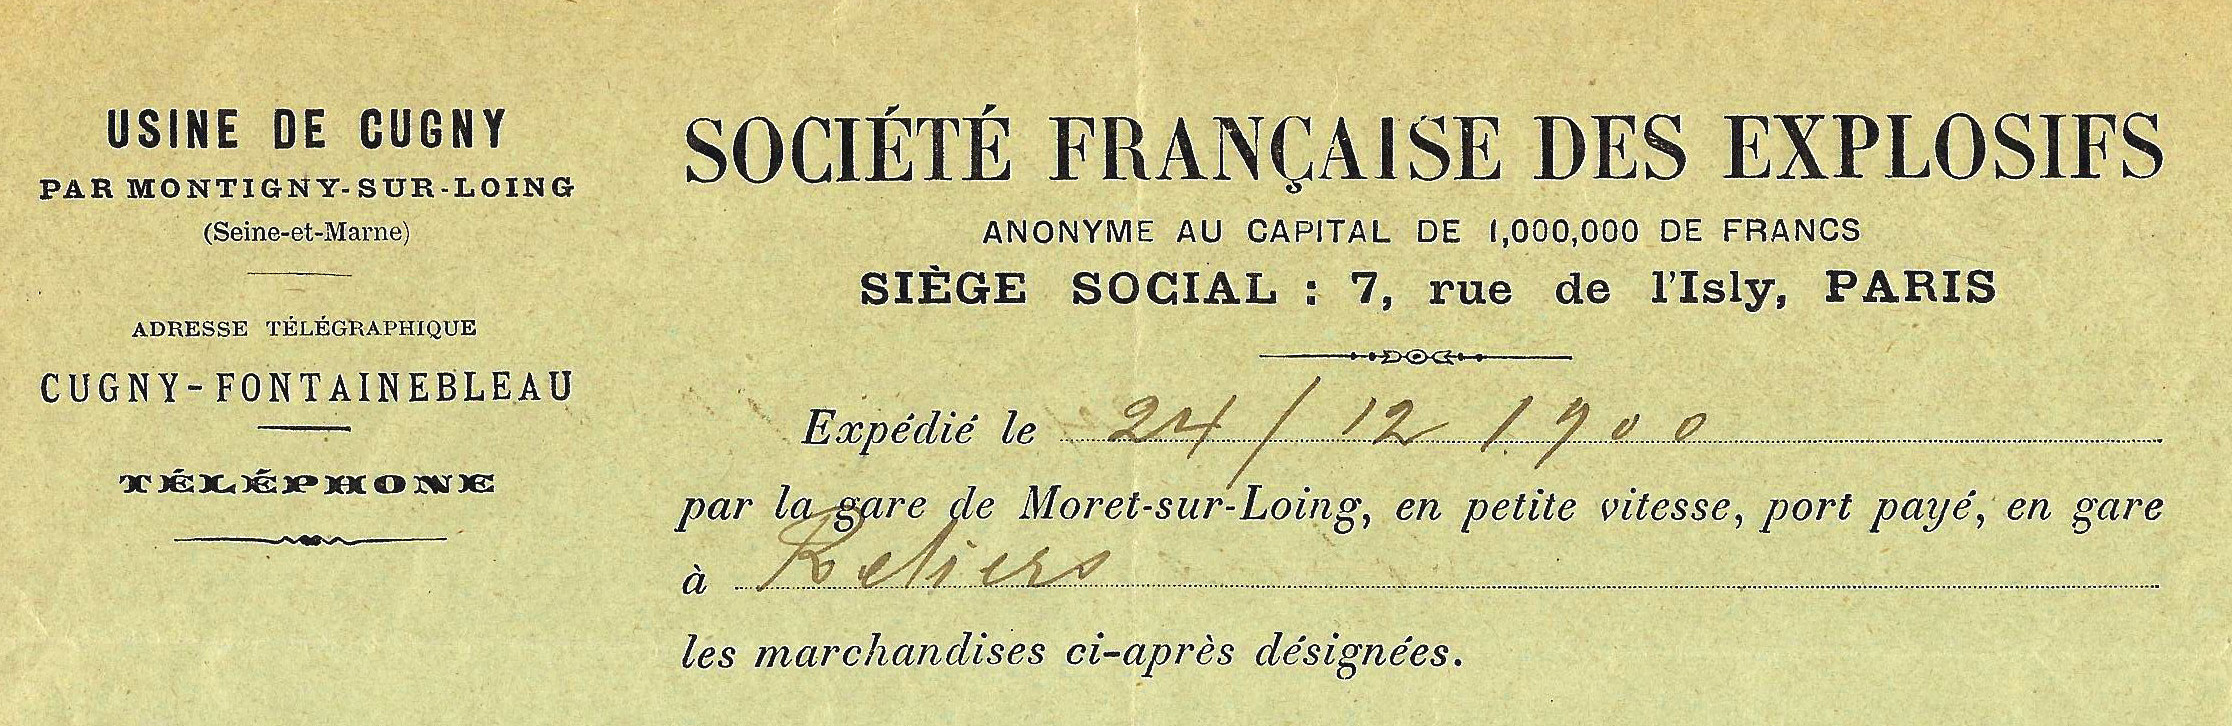 USINE DE CUGNY
PAR MONTIGNY-SUR-LOING
(Seine-et-Marne)
ADRESSE TÉLÉGRAPHIQUE
CUGNY-FONTAINEBLEAU
TÉLÉPHONE
SOCIÉTÉ FRANÇAISE DES EXPLOSIFS
ANONYME AU CAPITAL DE 1,000,000 DE FRANCS
SIÈGE SOCIAL : 7, rue de l'Isly, PARIS
Expédié le 24/12 1900
par la gare de Moret-sur-Loing, en petite vitesse, port payé, en gare
à Retiers
les marchandises ci-après désignées.